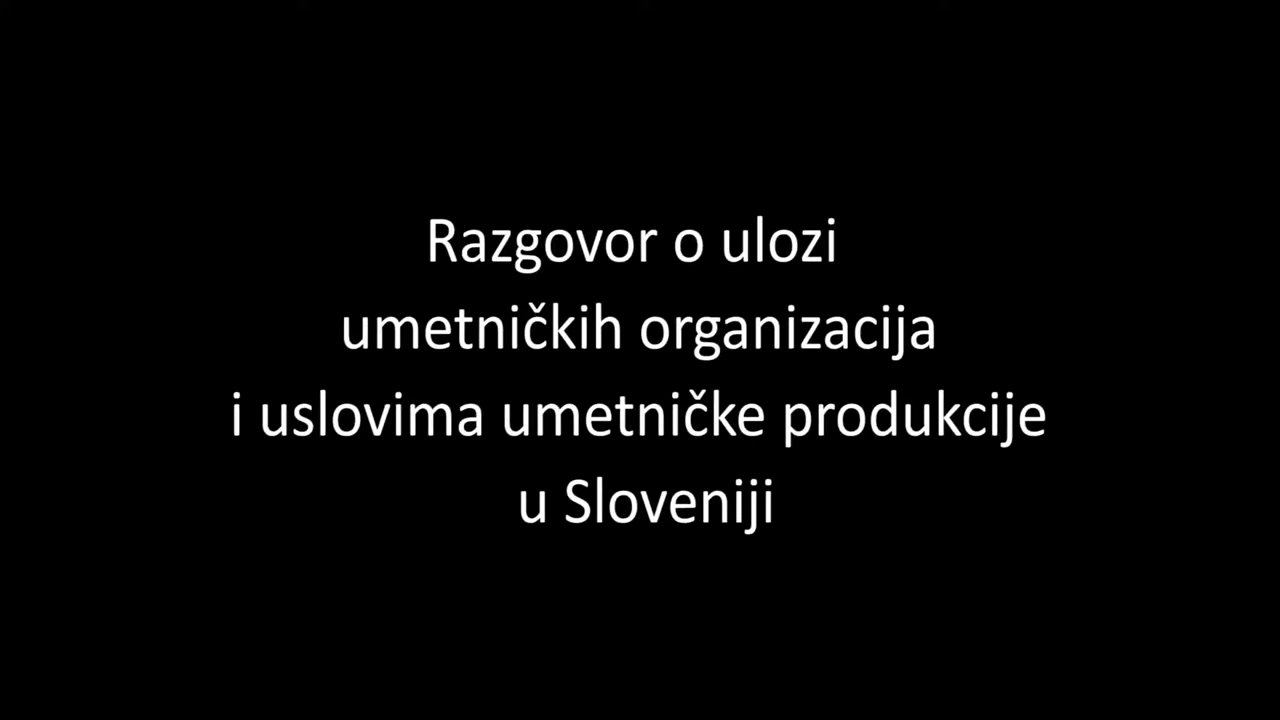 Razgovor o ulozi
umetničkih organizacija
i uslovima umetničke produkcije
u Sloveniji